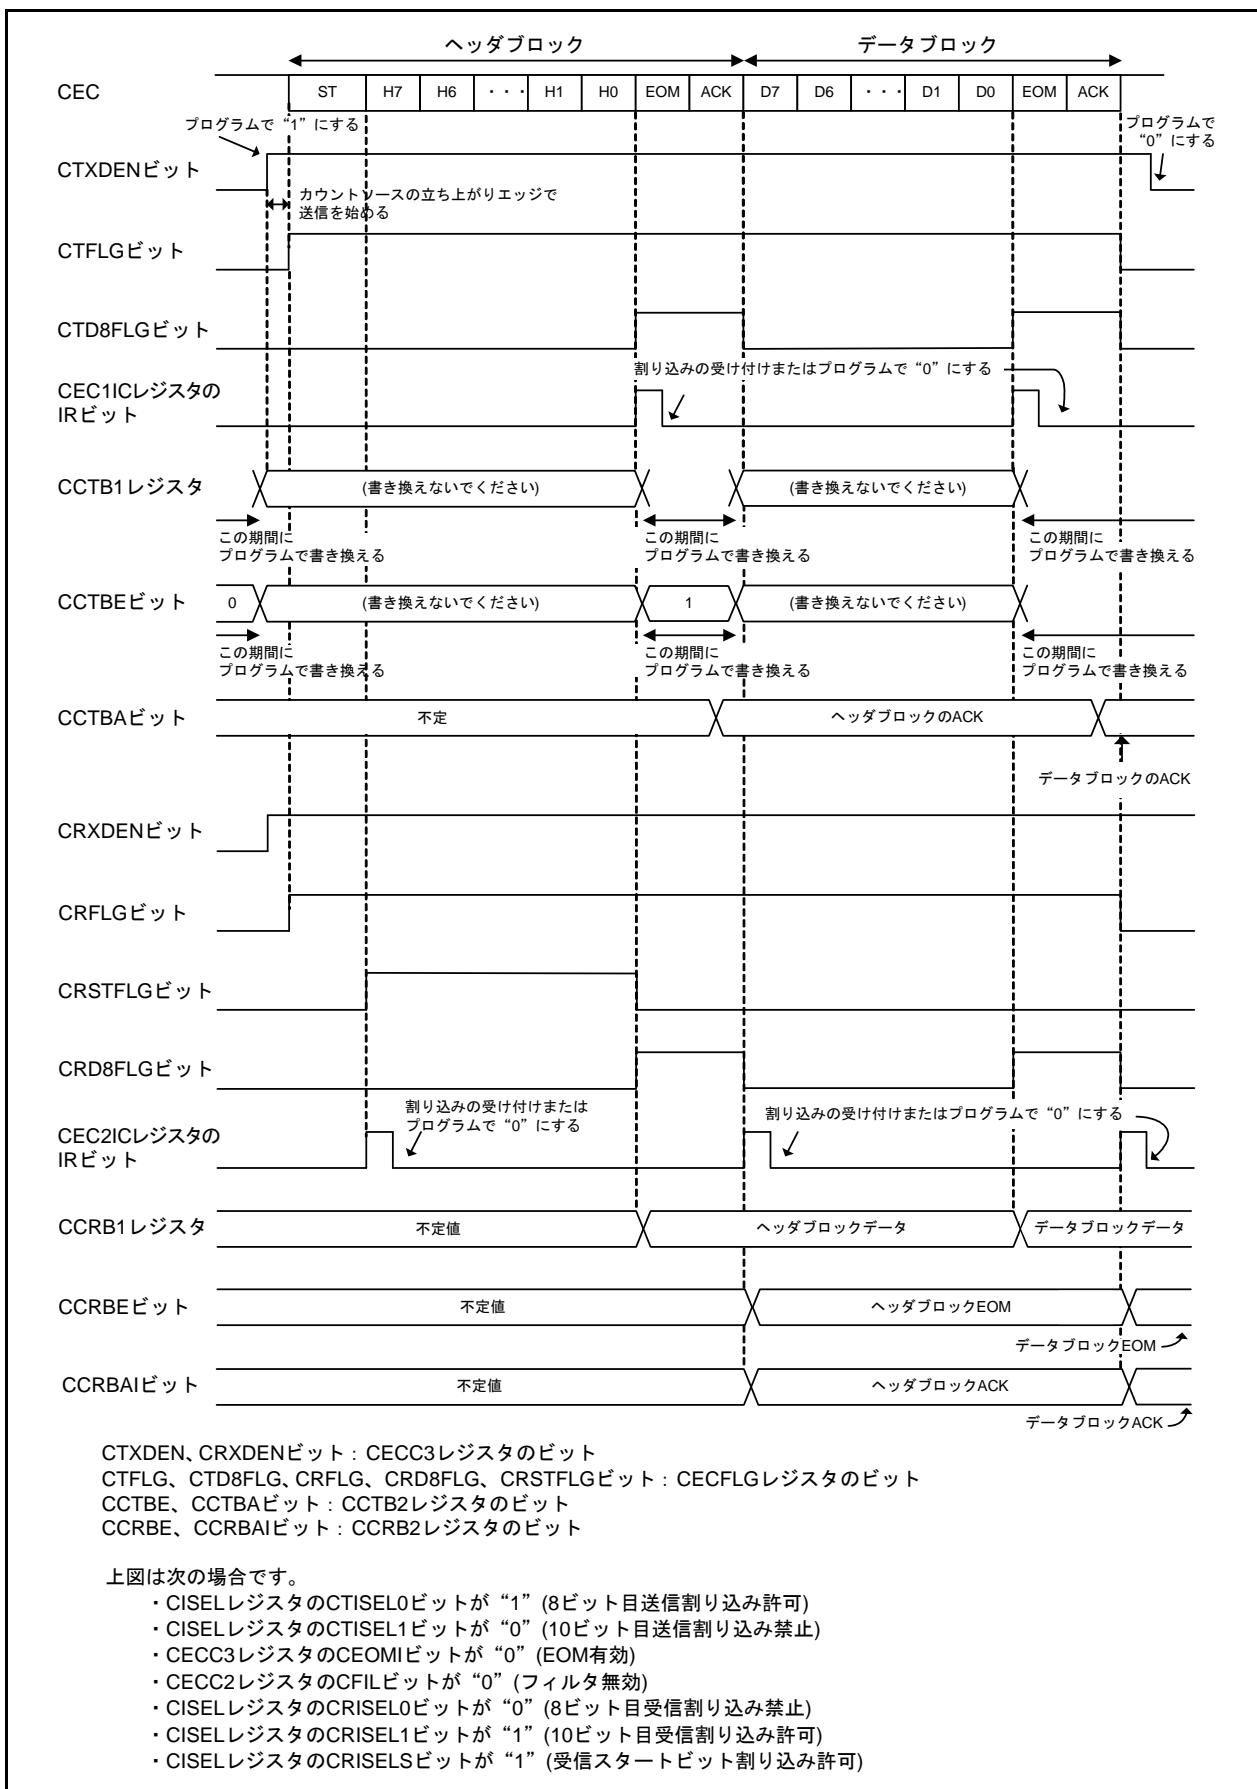 ヘッダブロック データブロック
CEC ST H7 H6 ・・・ H1 H0 EOM ACK D7 D6 ・・・ D1 D0 EOM ACK
プログラムで“1”にする
プログラムで
“0”にする
CTXDENビット
カウントソースの立ち上がりエッジで
送信を始める
CTFLGビット
CTD8FLGビット
割り込みの受け付けまたはプログラムで“0”にする
CEC1ICレジスタの
IRビット
CCTB1レジスタ (書き換えないでください) (書き換えないでください)
この期間に この期間に この期間に
プログラムで書き換える プログラムで書き換える プログラムで書き換える
CCTBEビット 0 (書き換えないでください) 1 (書き換えないでください)
この期間に この期間に この期間に
プログラムで書き換える プログラムで書き換える プログラムで書き換える
CCTBAビット 不定 ヘッダブロックのACK
データブロックのACK
CRXDENビット
CRFLGビット
CRSTFLGビット
CRD8FLGビット
割り込みの受け付けまたは 割り込みの受け付けまたはプログラムで“0”にする
プログラムで“0”にする
CEC2ICレジスタの
IRビット
CCRB1レジスタ 不定値 ヘッダブロックデータ データブロックデータ
CCRBEビット 不定値 ヘッダブロックEOM
データブロックEOM
CCRBAIビット 不定値 ヘッダブロックACK
データブロックACK
CTXDEN、CRXDENビット : CECC3レジスタのビット
CTFLG、CTD8FLG、CRFLG、CRD8FLG、CRSTFLGビット : CECFLGレジスタのビット
CCTBE、CCTBAビット : CCTB2レジスタのビット
CCRBE、CCRBAIビット : CCRB2レジスタのビット
上図は次の場合です。
・CISELレジスタのCTISEL0ビットが“1”(8ビット目送信割り込み許可)
・CISELレジスタのCTISEL1ビットが“0”(10ビット目送信割り込み禁止)
・CECC3レジスタのCEOMIビットが“0”(EOM有効)
・CECC2レジスタのCFILビットが“0”(フィルタ無効)
・CISELレジスタのCRISEL0ビットが“0”(8ビット目受信割り込み禁止)
・CISELレジスタのCRISEL1ビットが“1”(10ビット目受信割り込み許可)
・CISELレジスタのCRISELSビットが“1”(受信スタートビット割り込み許可)